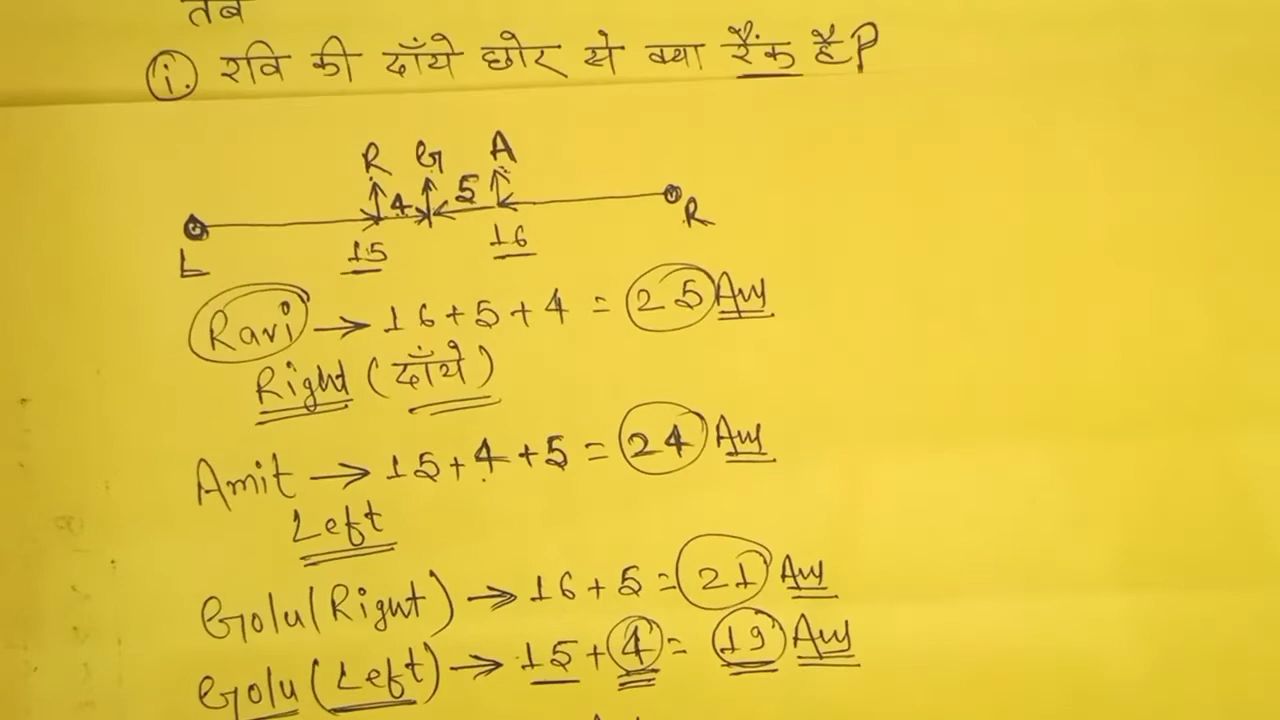 तब
(i.) रवि की दाँये छोर से क्या रैंक है?
R G A
4 5
L 15 16 R
Ravi → 16+5+4 = 25 Ans
Right (दाँये)
Amit → 15+4+5 = 24 Ans
Left
Golu (Right) → 16+5 = 21 Ans
Golu (Left) → 15+4 = 19 Ans